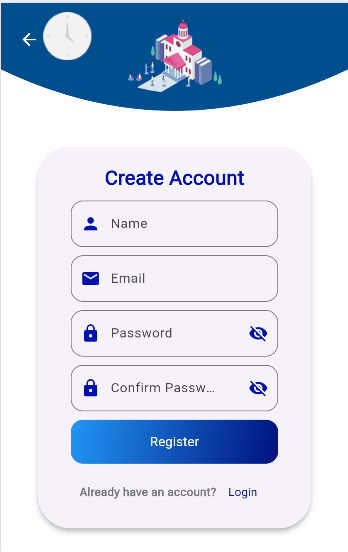 Create Account
Name
Email
Password
Confirm Passw...
Register
Already have an account? Login